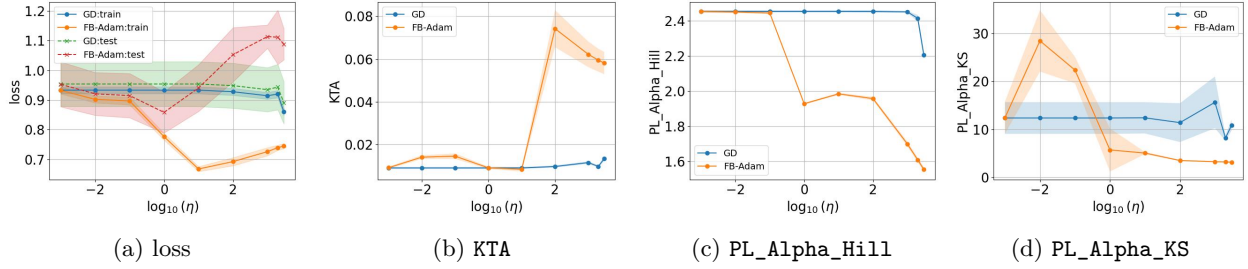 GD:train
FB-Adam:train
GD:test
FB-Adam:test
loss
1.2
1.1
1.0
0.9
0.8
0.7
−2
0
2
log10 (η)
(a) loss
GD
FB-Adam
KTA
0.08
0.06
0.04
0.02
−2
0
2
log10 (η)
(b) KTA
GD
FB-Adam
PL_Alpha_Hill
2.4
2.2
2.0
1.8
1.6
−2
0
2
log10 (η)
(c) PL_Alpha_Hill
GD
FB-Adam
PL_Alpha_KS
30
20
10
0
−2
0
2
log10 (η)
(d) PL_Alpha_KS